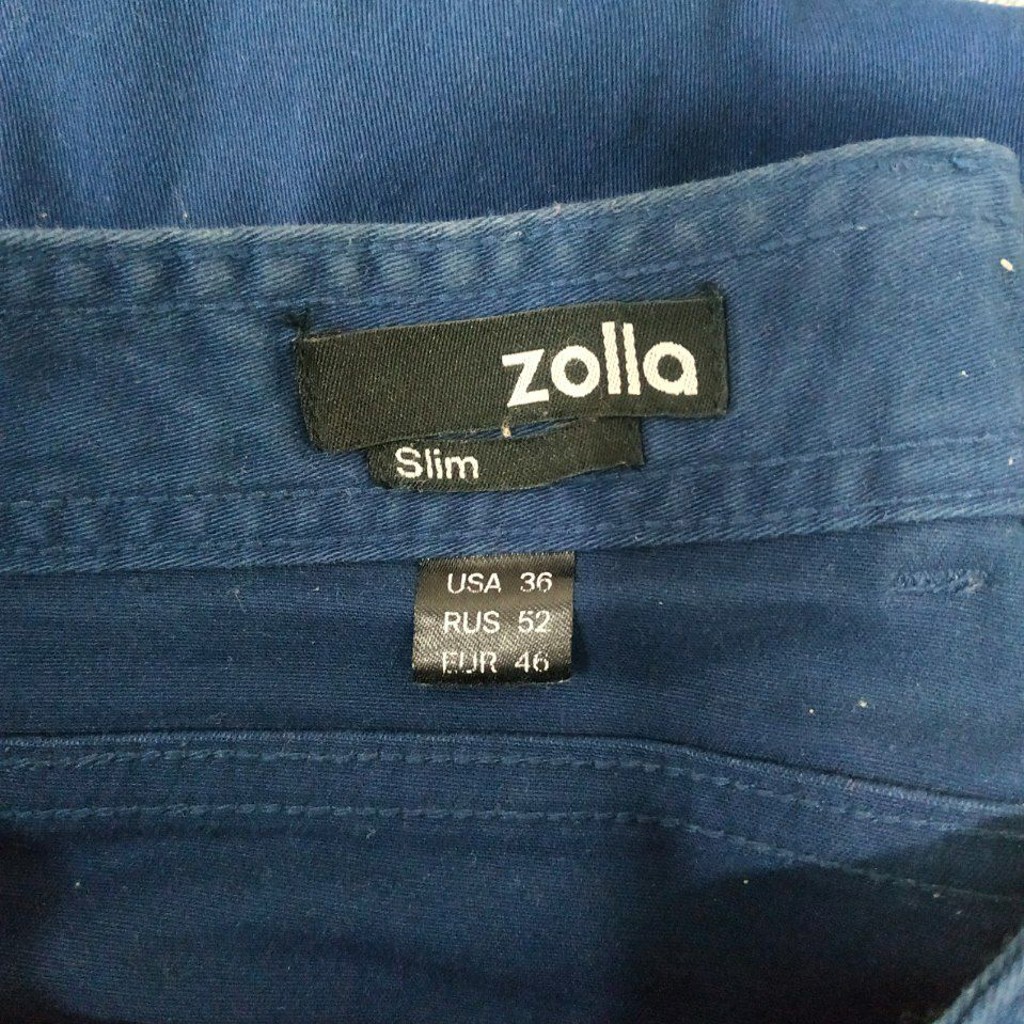 zolla
Slim
USA 36
RUS 52
EUR 46